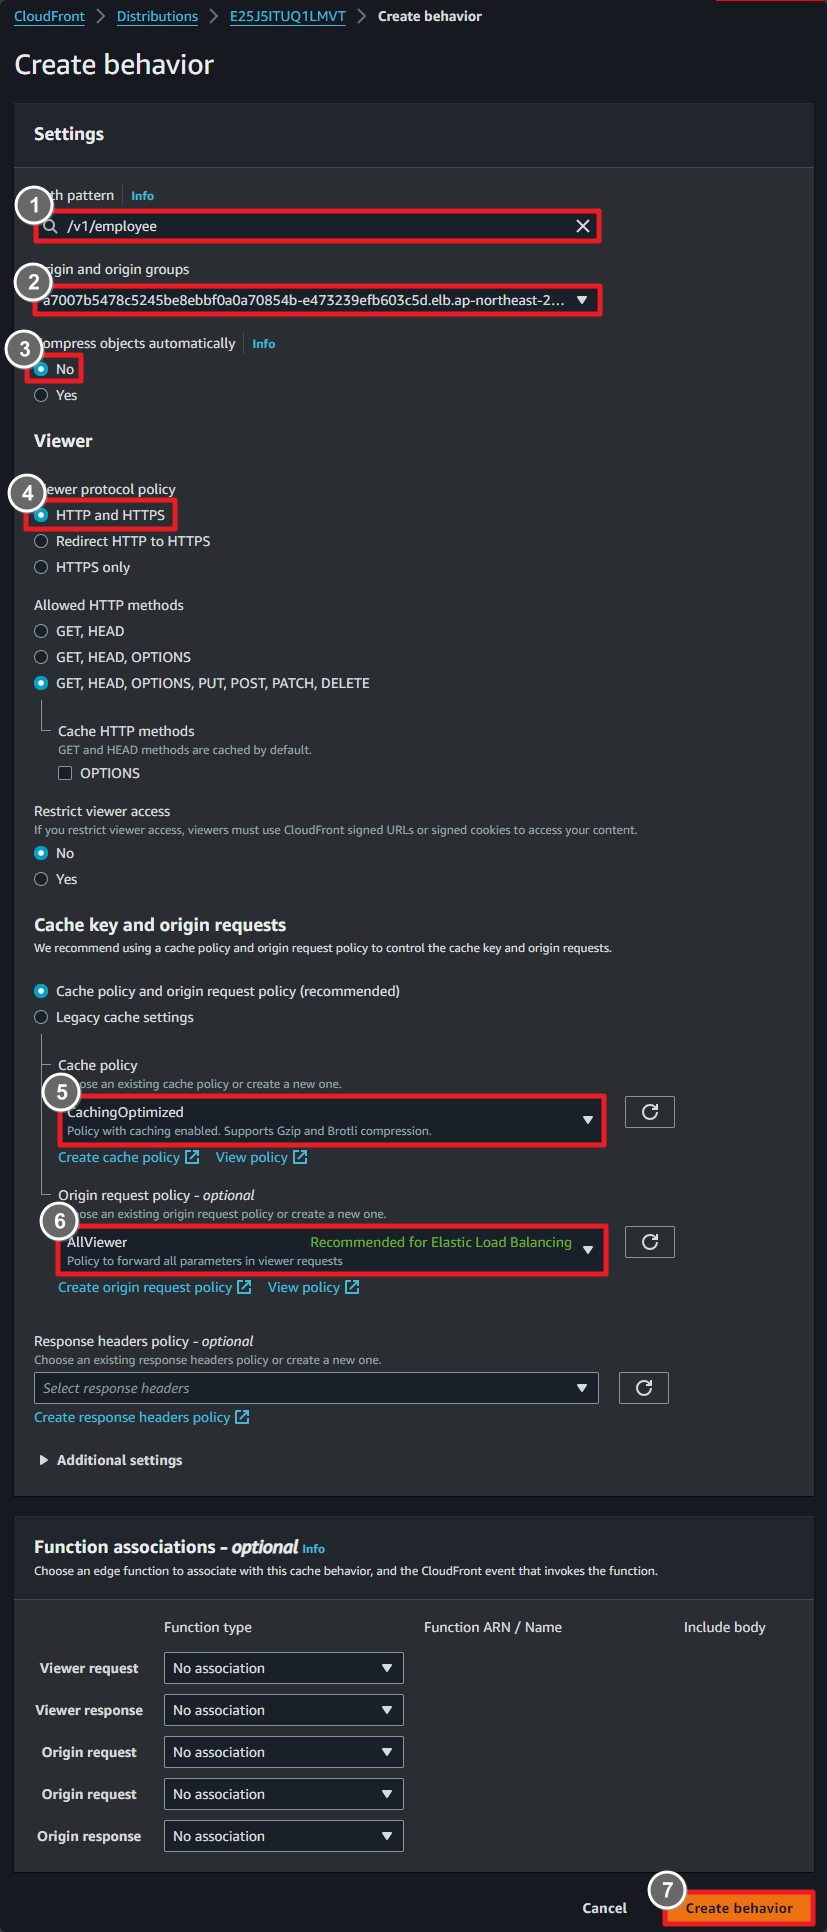 CloudFront > Distributions > E25J5ITUQ1LMVT > Create behavior
Create behavior
Settings
th pattern Info
1
/v1/employee
rigin and origin groups
2
a7007b5478c5245be8ebbf0a0a70854b-e473239efb603c5d.elb.ap-northeast-2...
ompress objects automatically Info
3
No
Yes
Viewer
ewer protocol policy
4
HTTP and HTTPS
Redirect HTTP to HTTPS
HTTPS only
Allowed HTTP methods
GET, HEAD
GET, HEAD, OPTIONS
GET, HEAD, OPTIONS, PUT, POST, PATCH, DELETE
Cache HTTP methods
GET and HEAD methods are cached by default.
OPTIONS
Restrict viewer access
If you restrict viewer access, viewers must use CloudFront signed URLs or signed cookies to access your content.
No
Yes
Cache key and origin requests
We recommend using a cache policy and origin request policy to control the cache key and origin requests.
Cache policy and origin request policy (recommended)
Legacy cache settings
Cache policy
ose an existing cache policy or create a new one.
5
CachingOptimized
Policy with caching enabled. Supports Gzip and Brotli compression.
Create cache policy View policy
Origin request policy - optional
ose an existing origin request policy or create a new one.
6
AllViewer Recommended for Elastic Load Balancing
Policy to forward all parameters in viewer requests
Create origin request policy View policy
Response headers policy - optional
Choose an existing response headers policy or create a new one.
Select response headers
Create response headers policy
Additional settings
Function associations - optional Info
Choose an edge function to associate with this cache behavior, and the CloudFront event that invokes the function.
Function type Function ARN / Name Include body
Viewer request No association
Viewer response No association
Origin request No association
Origin request No association
Origin response No association
7
Cancel Create behavior